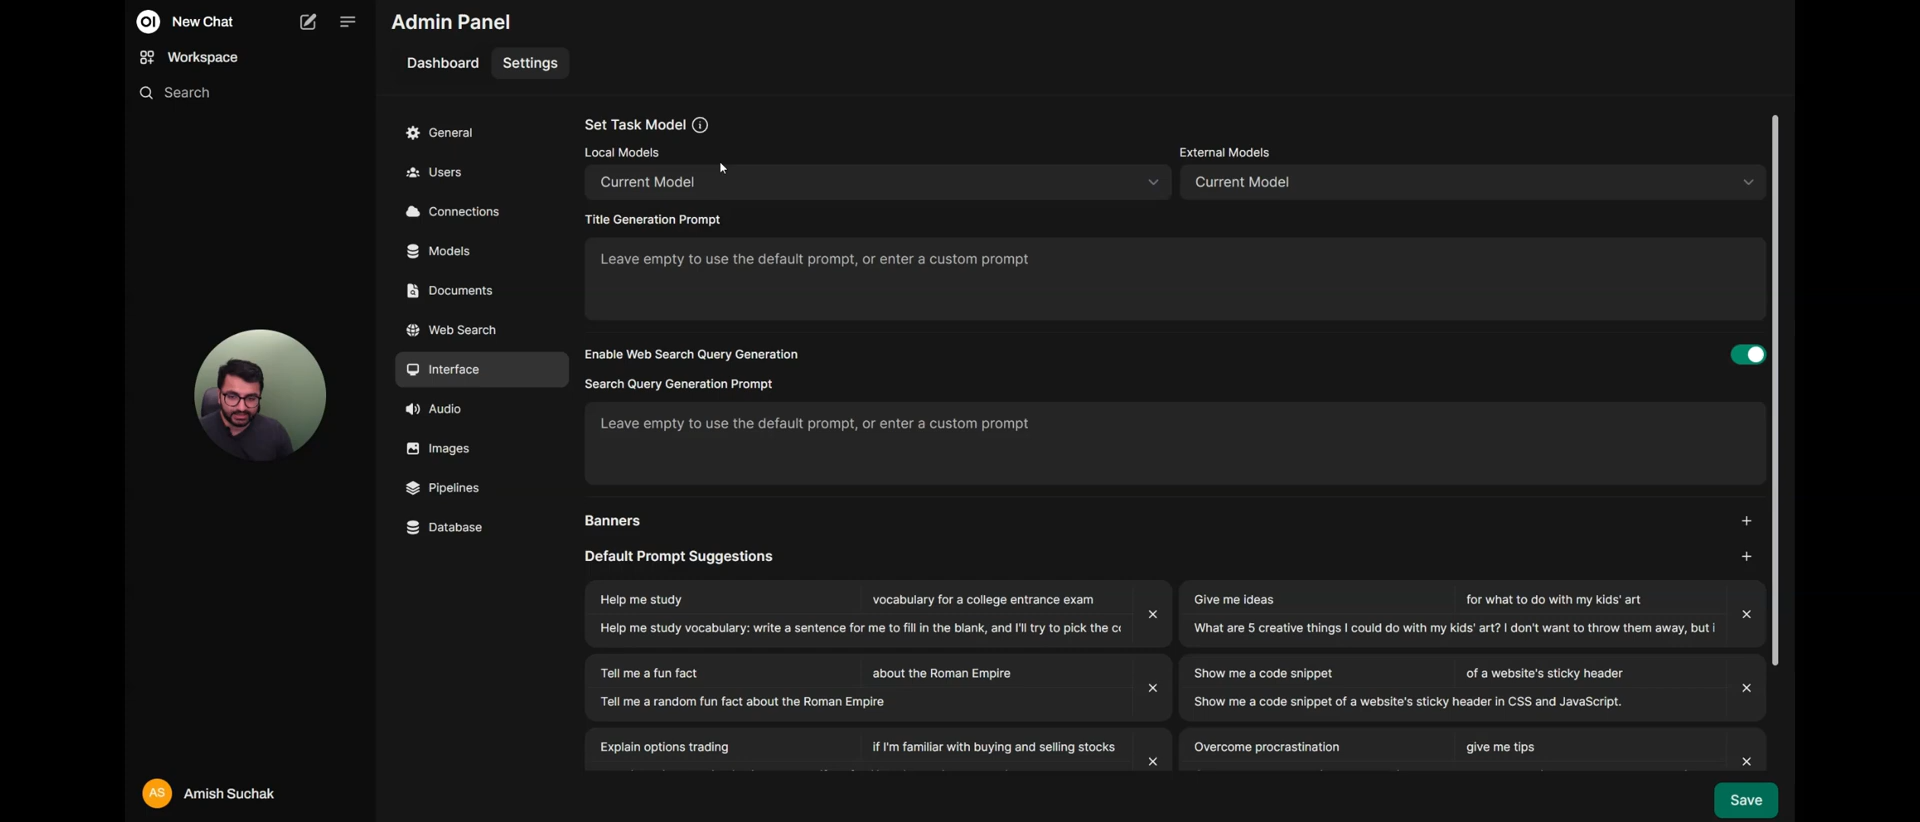 OI New Chat
Workspace
Search
Admin Panel
Dashboard
Settings
General
Users
Connections
Models
Documents
Web Search
Interface
Audio
Images
Pipelines
Database
Set Task Model
Local Models
External Models
Current Model
Current Model
Title Generation Prompt
Leave empty to use the default prompt, or enter a custom prompt
Enable Web Search Query Generation
Search Query Generation Prompt
Leave empty to use the default prompt, or enter a custom prompt
Banners
Default Prompt Suggestions
Help me study
vocabulary for a college entrance exam
Help me study vocabulary: write a sentence for me to fill in the blank, and I'll try to pick the cc
Give me ideas
for what to do with my kids' art
What are 5 creative things I could do with my kids' art? I don't want to throw them away, but i
Tell me a fun fact
about the Roman Empire
Tell me a random fun fact about the Roman Empire
Show me a code snippet
of a website's sticky header
Show me a code snippet of a website's sticky header in CSS and JavaScript.
Explain options trading
if I'm familiar with buying and selling stocks
Overcome procrastination
give me tips
AS Amish Suchak
Save